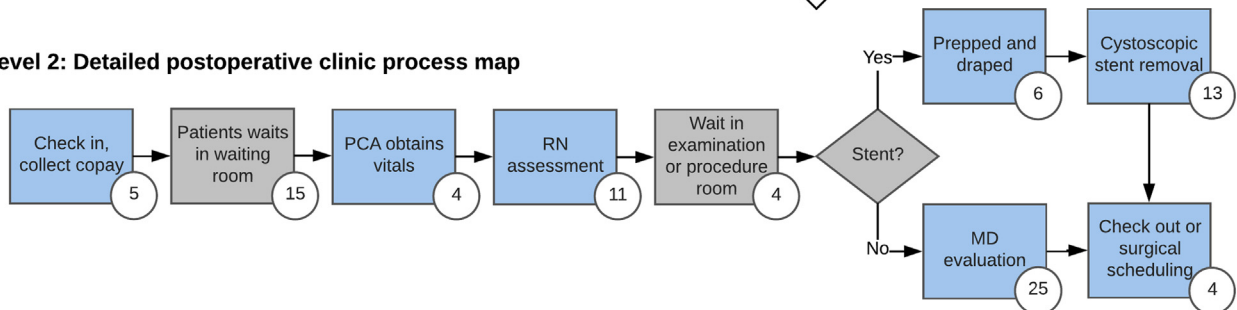 evel 2: Detailed postoperative clinic process map
Check in,
collect copay
5
Patients waits
in waiting
room
15
PCA obtains
vitals
4
RN
assessment
11
Wait in
examination
or procedure
room
4
Stent?
Yes
Prepped and
draped
6
Cystoscopic
stent removal
13
No
MD
evaluation
25
Check out or
surgical
scheduling
4